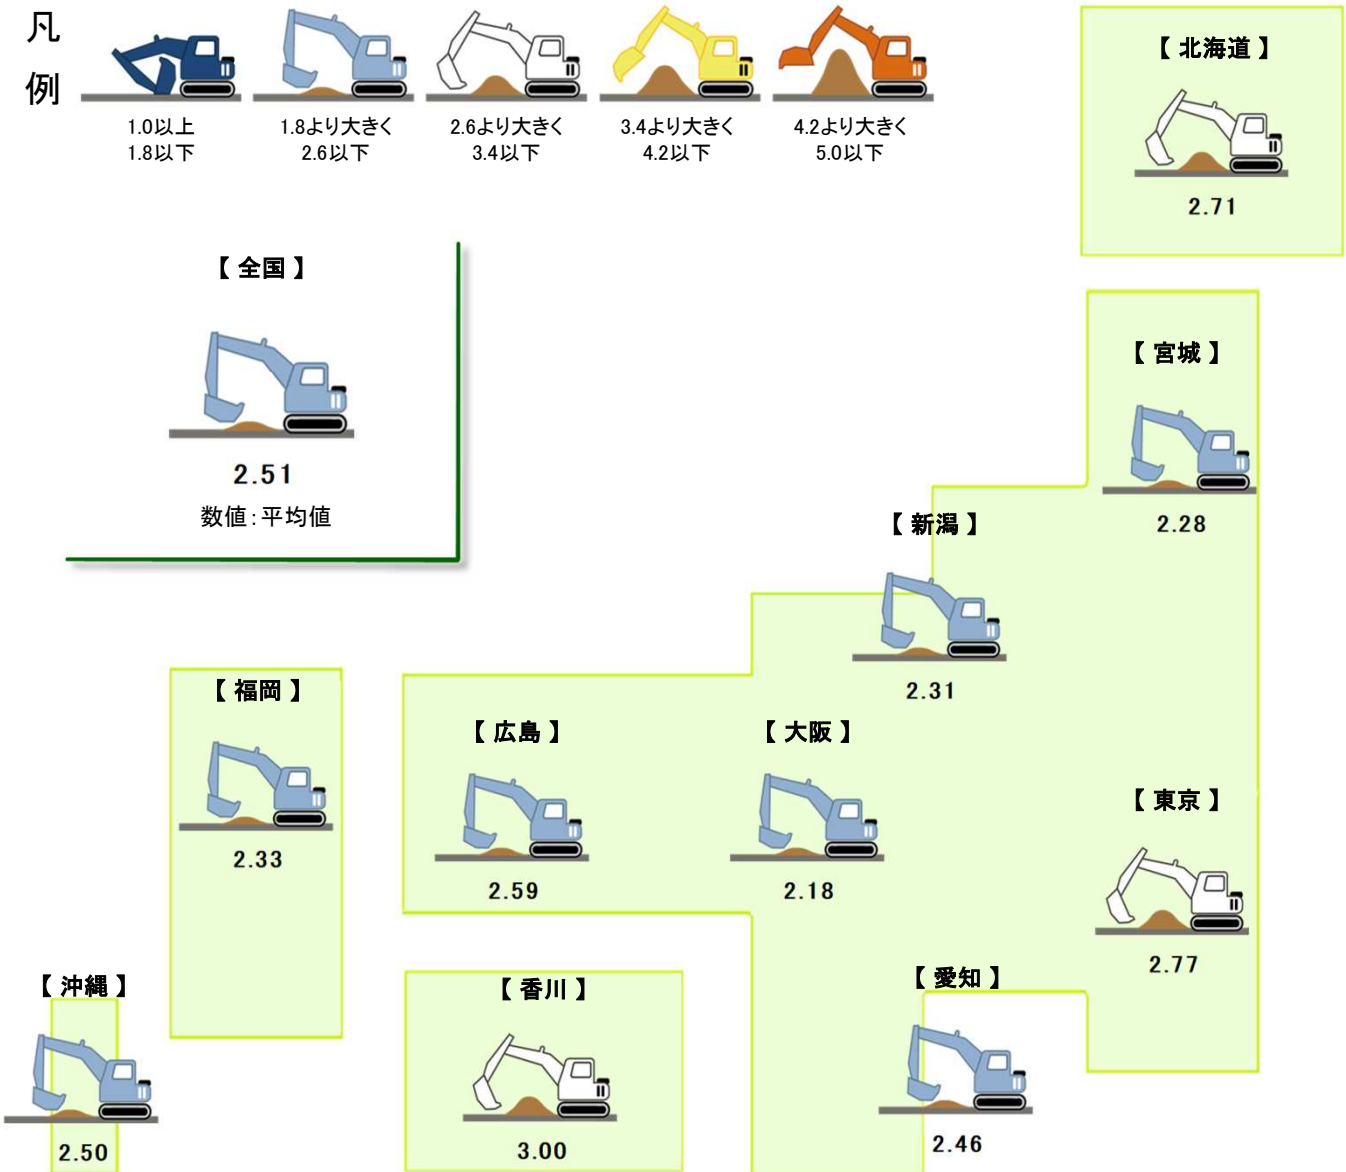 凡
例
1.0以上
1.8以下
1.8より大きく
2.6以下
2.6より大きく
3.4以下
3.4より大きく
4.2以下
4.2より大きく
5.0以下
【 北海道 】
2.71
【 全国 】
2.51
数値:平均値
【 宮城 】
2.28
【 新潟 】
2.31
【 福岡 】
2.33
【 広島 】
2.59
【 大阪 】
2.18
【 東京 】
2.77
【 沖縄 】
2.50
【 香川 】
3.00
【 愛知 】
2.46